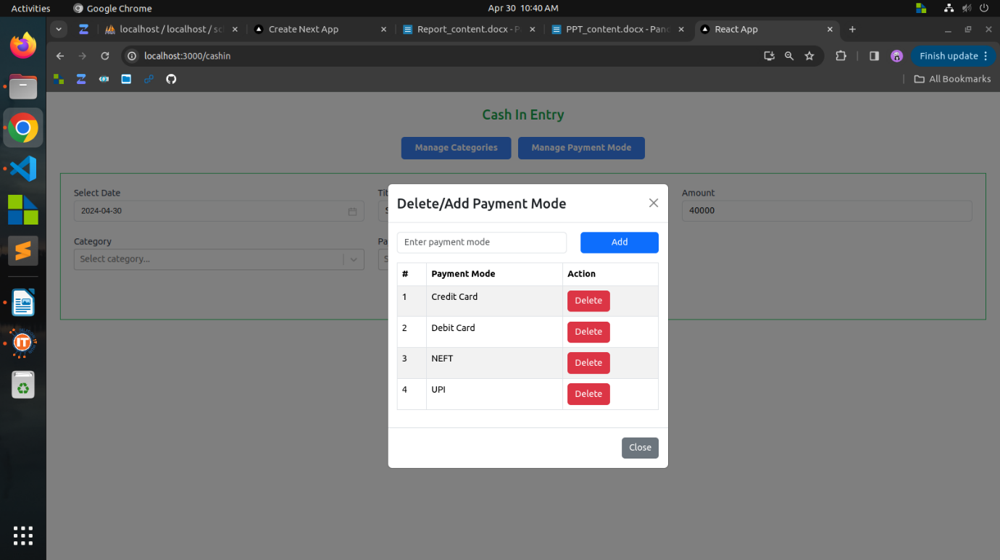 Activities Google Chrome Apr 30 10:40 AM
localhost / localhost / sc Create Next App Report_content.docx - P PPT_content.docx - Panc React App
localhost:3000/cashin Finish update
All Bookmarks
Cash In Entry
Manage Categories Manage Payment Mode
Select Date Tit Amount
2024-04-30 S 40000
Category Pa
Select category... S
Delete/Add Payment Mode
Enter payment mode Add
# Payment Mode Action
1 Credit Card Delete
2 Debit Card Delete
3 NEFT Delete
4 UPI Delete
Close
IT